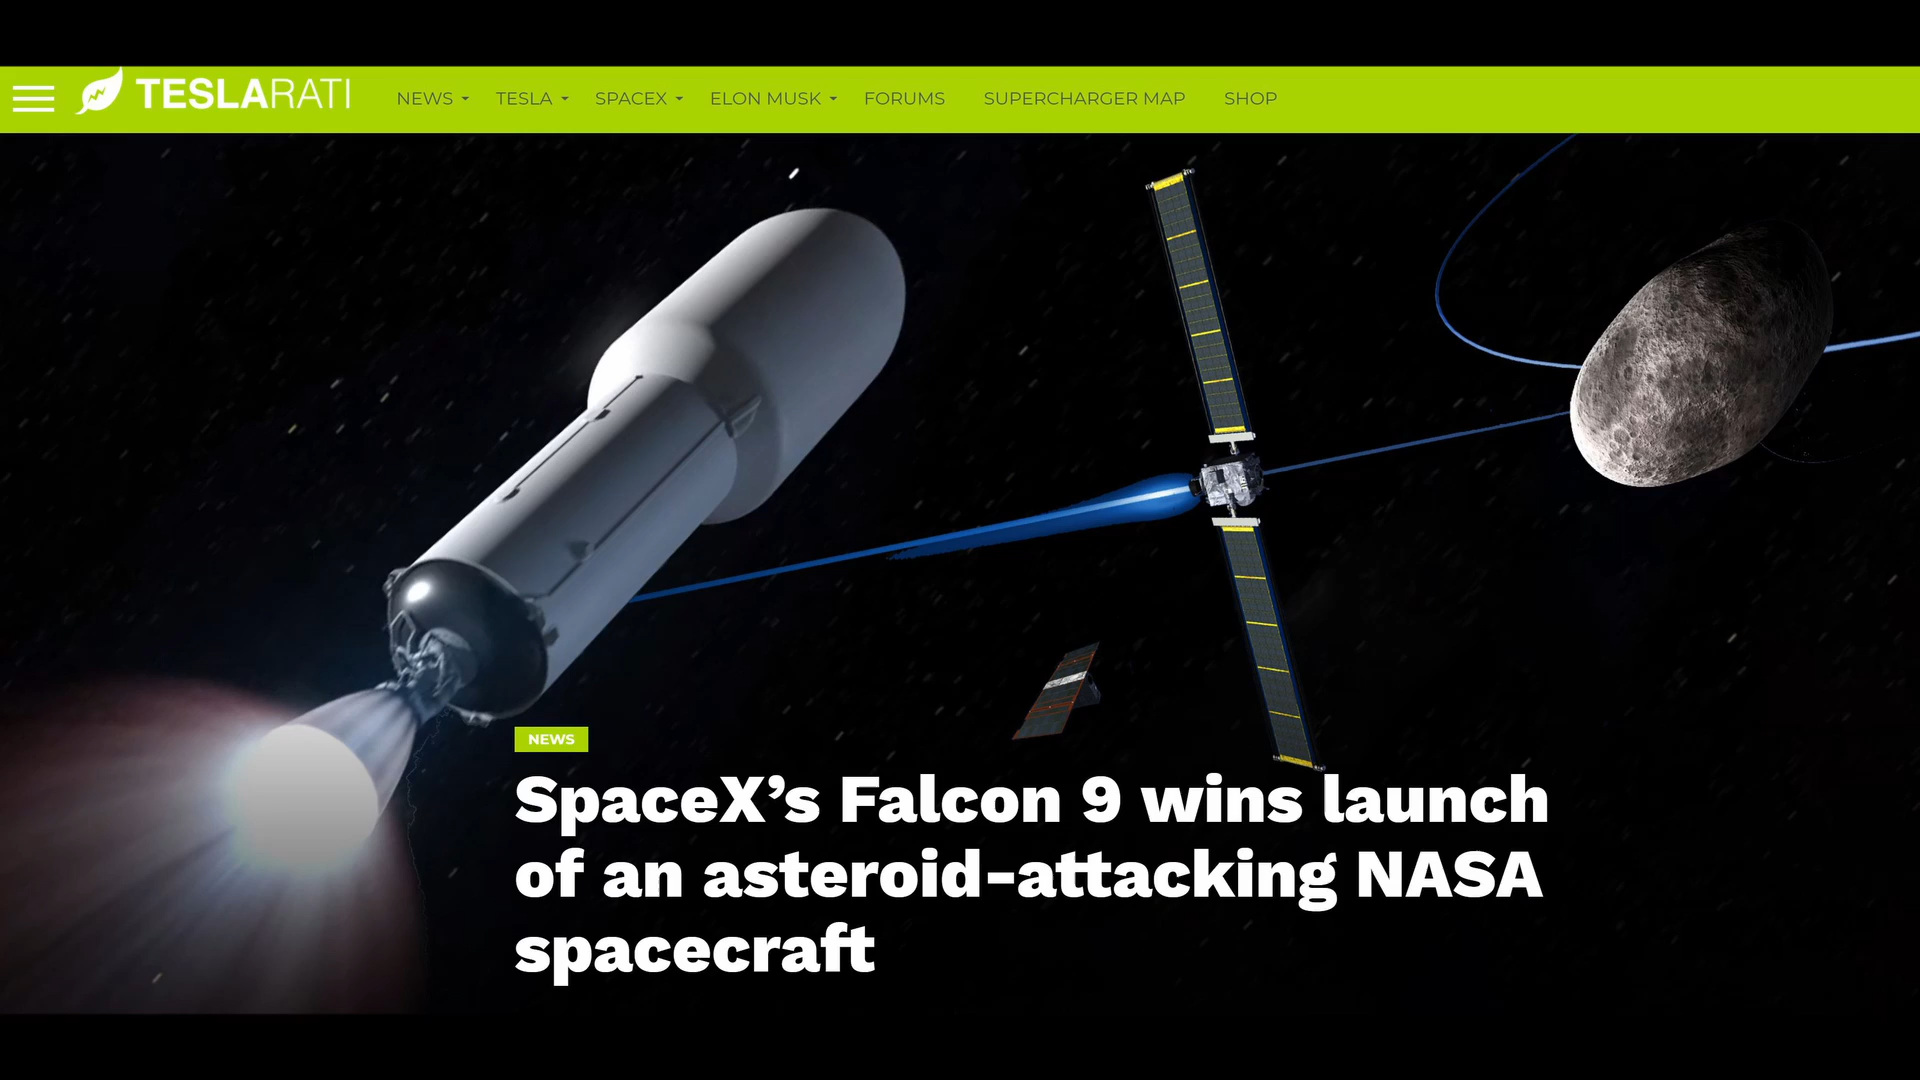 TESLARATI
NEWS TESLA SPACEX ELON MUSK FORUMS SUPERCHARGER MAP SHOP
NEWS
SpaceX’s Falcon 9 wins launch
of an asteroid-attacking NASA
spacecraft